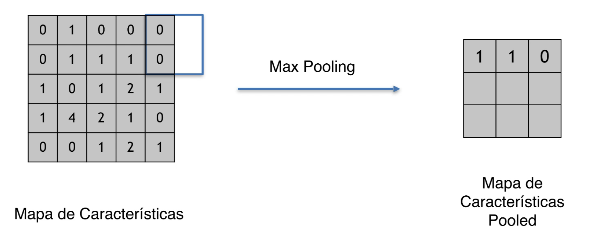 0 1 0 0 0
0 1 1 1 0
1 0 1 2 1
1 4 2 1 0
0 0 1 2 1
Max Pooling
1 1 0
Mapa de Características
Mapa de
Características
Pooled